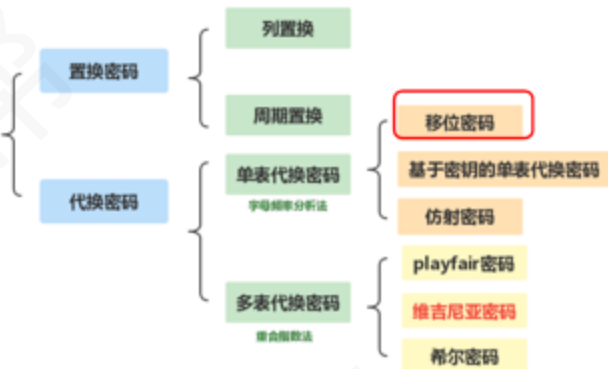 列置换
置换密码
周期置换
移位密码
单表代换密码
基于密钥的单表代换密码
字母频率分析法
代换密码
仿射密码
playfair密码
多表代换密码
维吉尼亚密码
重合指数法
希尔密码